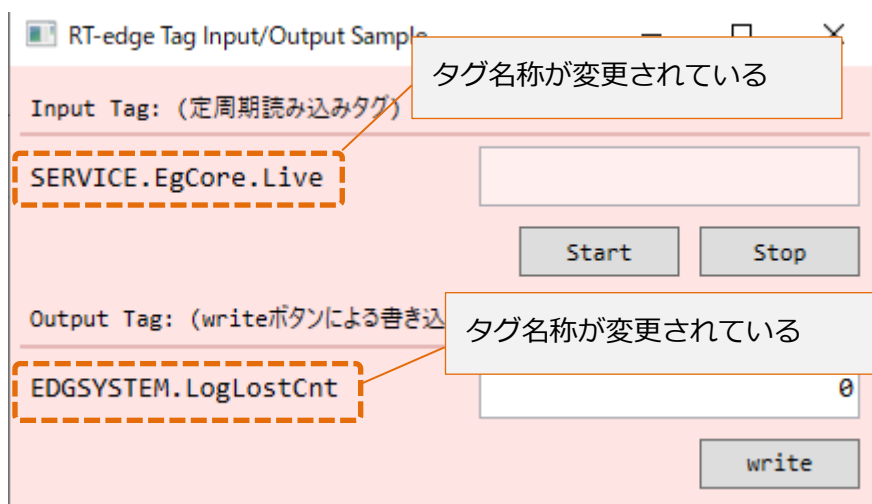 RT-edge Tag Input/Output Sample
タグ名称が変更されている
Input Tag: (定周期読み込みタグ)
SERVICE.EgCore.Live
Start Stop
Output Tag: (writeボタンによる書き込
タグ名称が変更されている
EDGSYSTEM.LogLostCnt 0
write